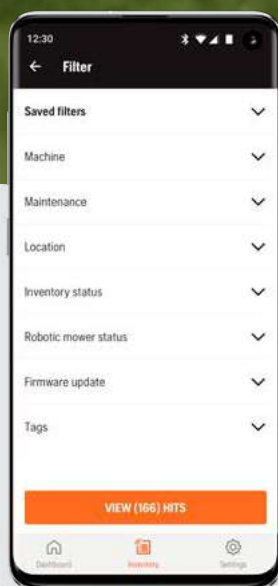 12:30
Filter
Saved filters
Machine
Maintenance
Location
Inventory status
Robotic mower status
Firmware update
Tags
VIEW (166) HITS
Dashboard
Inventory
Settings